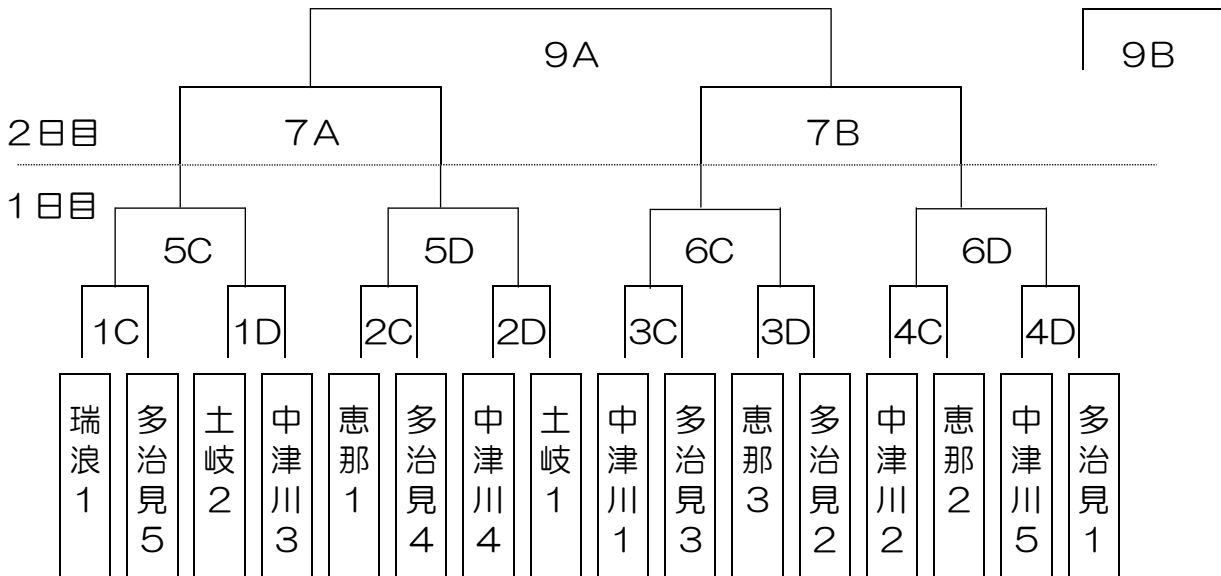 9A
9B
7A
7B
2日目
1日目
5C
5D
6C
6D
1C
1D
2C
2D
3C
3D
4C
4D
瑞浪1
多治見5
土岐2
中津川3
恵那1
多治見4
中津川4
土岐1
中津川1
多治見3
恵那3
多治見2
中津川2
恵那2
中津川5
多治見1